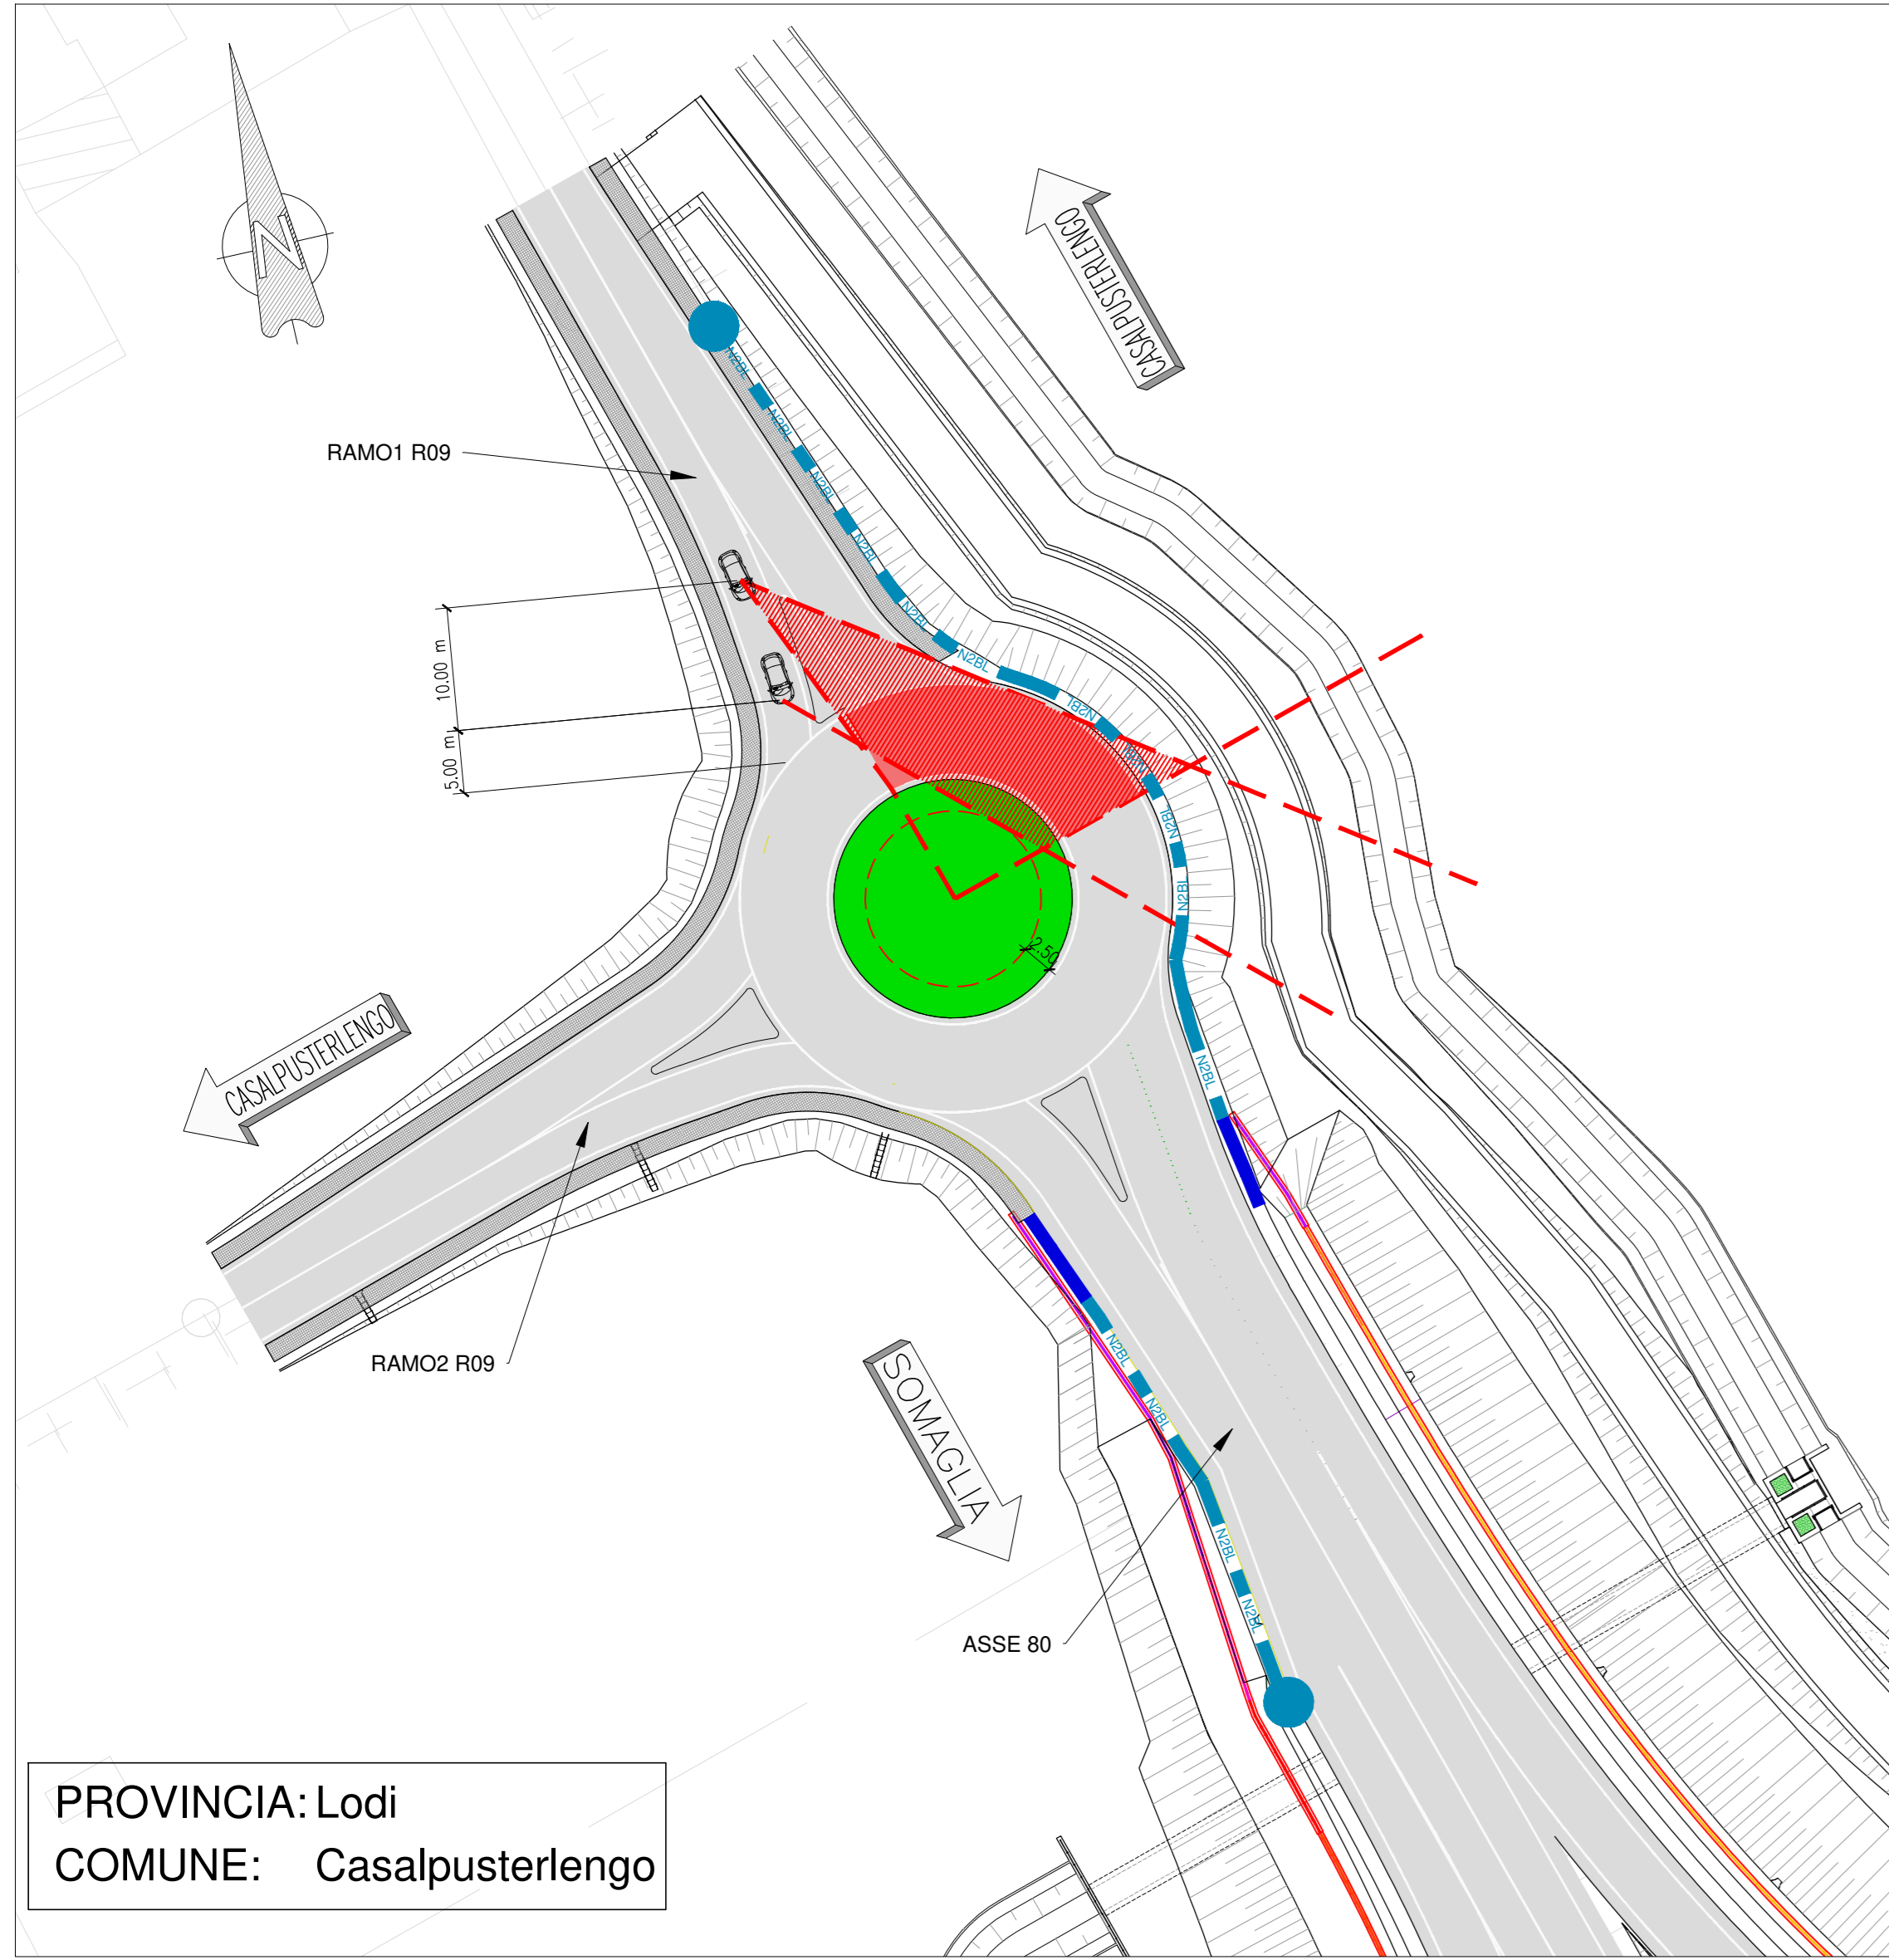 N
CASALPUSTERLENGO
N2BL
N2BL
RAMO1 R09
N2BL
N2BL
N2BL
10.00 m
N2BL
N2BL
5.00 m
N2BL
N2BL
N2BL
2.50
CASALPUSTERLENGO
N2BL
RAMO2 R09
N2BL
N2BL
SOMAGLIA
N2BL
N2BL
ASSE 80
PROVINCIA: Lodi
COMUNE: Casalpusterlengo